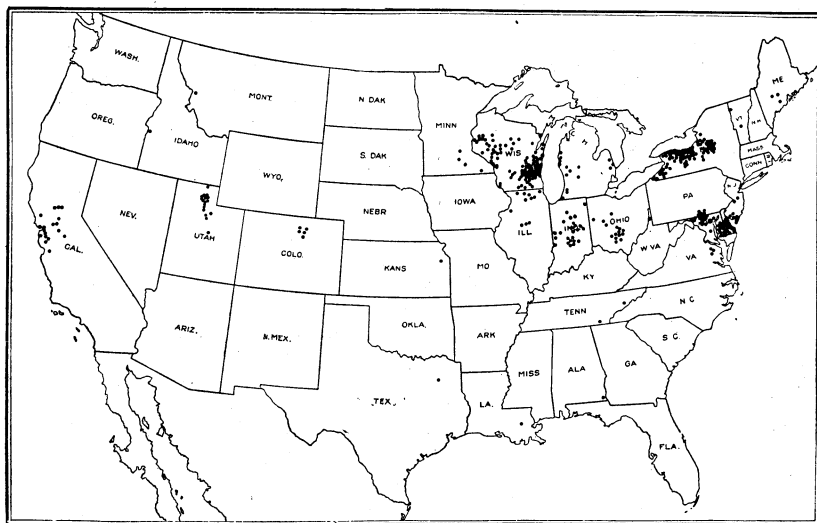 WASH.
MONT.
N. DAK
MINN
ME
OREG.
IDAHO
S. DAK
WIS
M I C H
VT
N H
WYO,
MASS
CONN
NEV.
NEBR
IOWA
PA
N J
CAL.
UTAH
COLO.
ILL
IND
OHIO
W VA
VA
KANS
MO
KY
ARIZ.
N.MEX.
OKLA.
ARK
TENN
N C
S C.
TEX.
LA.
MISS
ALA
GA
FLA.